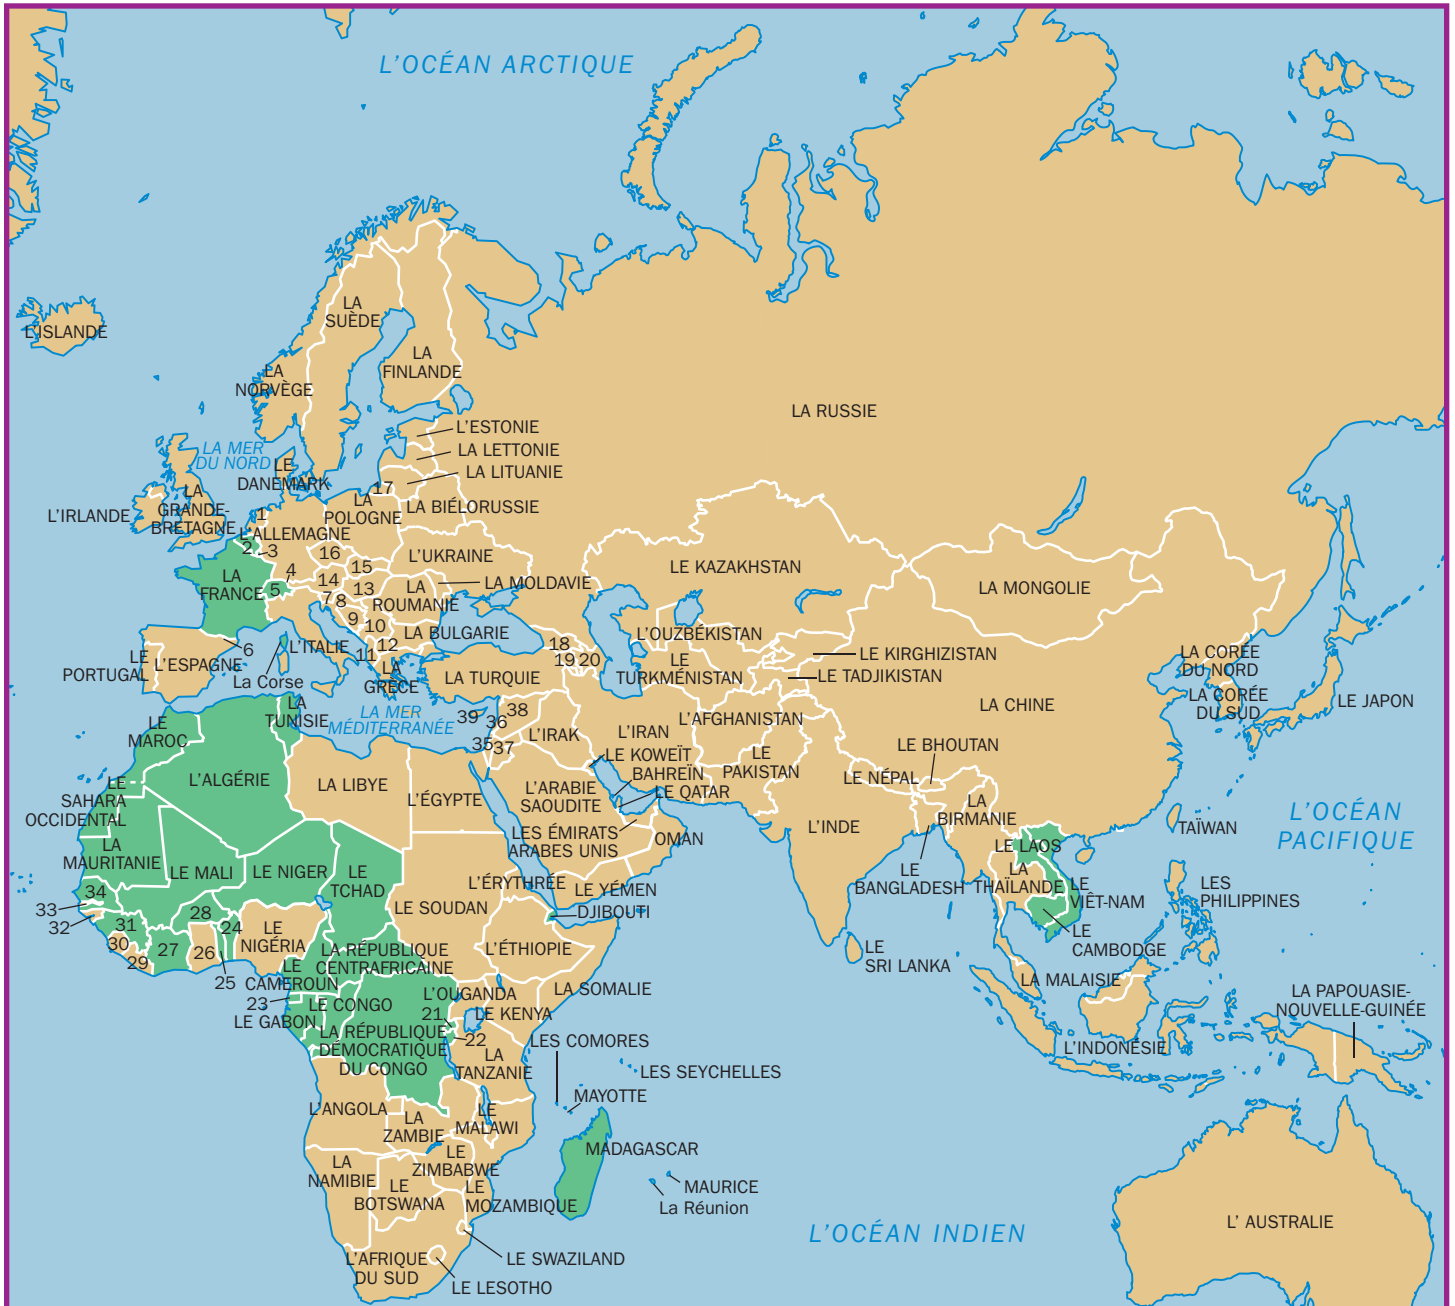 L'OCÉAN ARCTIQUE
L'ISLANDE
LA
SUÈDE
LA
FINLANDE
LA
NORVÈGE
LA RUSSIE
L'ESTONIE
LA LETTONIE
LA LITUANIE
LA MER
DU NORD
LE
DANEMARK
17
LA
POLOGNE
LA BIÉLORUSSIE
LA
GRANDE-
BRETAGNE
L'IRLANDE
1
L'ALLEMAGNE
2
3
16
L'UKRAINE
15
4
14
13
5
LA
FRANCE
LA MOLDAVIE
LA
ROUMANIE
7
8
9
10
LA BULGARIE
12
11
6
L'ITALIE
L'ESPAGNE
LE
PORTUGAL
La Corse
LA
GRÈCE
LA TURQUIE
18
19
20
LE KAZAKHSTAN
LA MONGOLIE
L'OUZBÉKISTAN
LE
TURKMÉNISTAN
LE KIRGHIZISTAN
LE TADJIKISTAN
LA CORÉE
DU NORD
LA CORÉE
DU SUD
LE JAPON
LA CHINE
LA MER
MÉDITERRANÉE
39
36
38
35
37
L'IRAK
L'IRAN
L'AFGHANISTAN
LE
PAKISTAN
LE KOWEÏT
BAHREÏN
LE QATAR
LE BHOUTAN
LE NÉPAL
LA
TUNISIE
LE
MAROC
L'ALGÉRIE
LA LIBYE
L'ÉGYPTE
L'ARABIE
SAOUDITE
LES ÉMIRATS
ARABES UNIS
OMAN
L'INDE
LA
BIRMANIE
TAÏWAN
L'OCÉAN
PACIFIQUE
LE
SAHARA
OCCIDENTAL
LA
MAURITANIE
LE MALI
LE NIGER
LE
TCHAD
LE SOUDAN
L'ÉRYTHRÉE
LE YÉMEN
DJIBOUTI
LE
BANGLADESH
LE LAOS
LA
THAÏLANDE
LE
VIÊT-NAM
LES
PHILIPPINES
LE
CAMBODGE
34
33
32
31
30
29
28
27
26
24
25
LE
NIGÉRIA
LA RÉPUBLIQUE
CENTRAFRICAINE
L'ÉTHIOPIE
LE
CAMEROUN
23
LE CONGO
LE GABON
L'OUGANDA
21
LE KENYA
LA SOMALIE
LE
SRI LANKA
LA MALAISIE
LA PAPOUASIE-
NOUVELLE-GUINÉE
LA RÉPUBLIQUE
DÉMOCRATIQUE
DU CONGO
22
LA
TANZANIE
LES COMORES
LES SEYCHELLES
MAYOTTE
L'INDONÉSIE
L'ANGOLA
LA
ZAMBIE
LE
MALAWI
MADAGASCAR
LE
ZIMBABWE
LA
NAMIBIE
LE
BOTSWANA
LE
MOZAMBIQUE
MAURICE
La Réunion
L'OCÉAN INDIEN
L' AUSTRALIE
L'AFRIQUE
DU SUD
LE SWAZILAND
LE LESOTHO